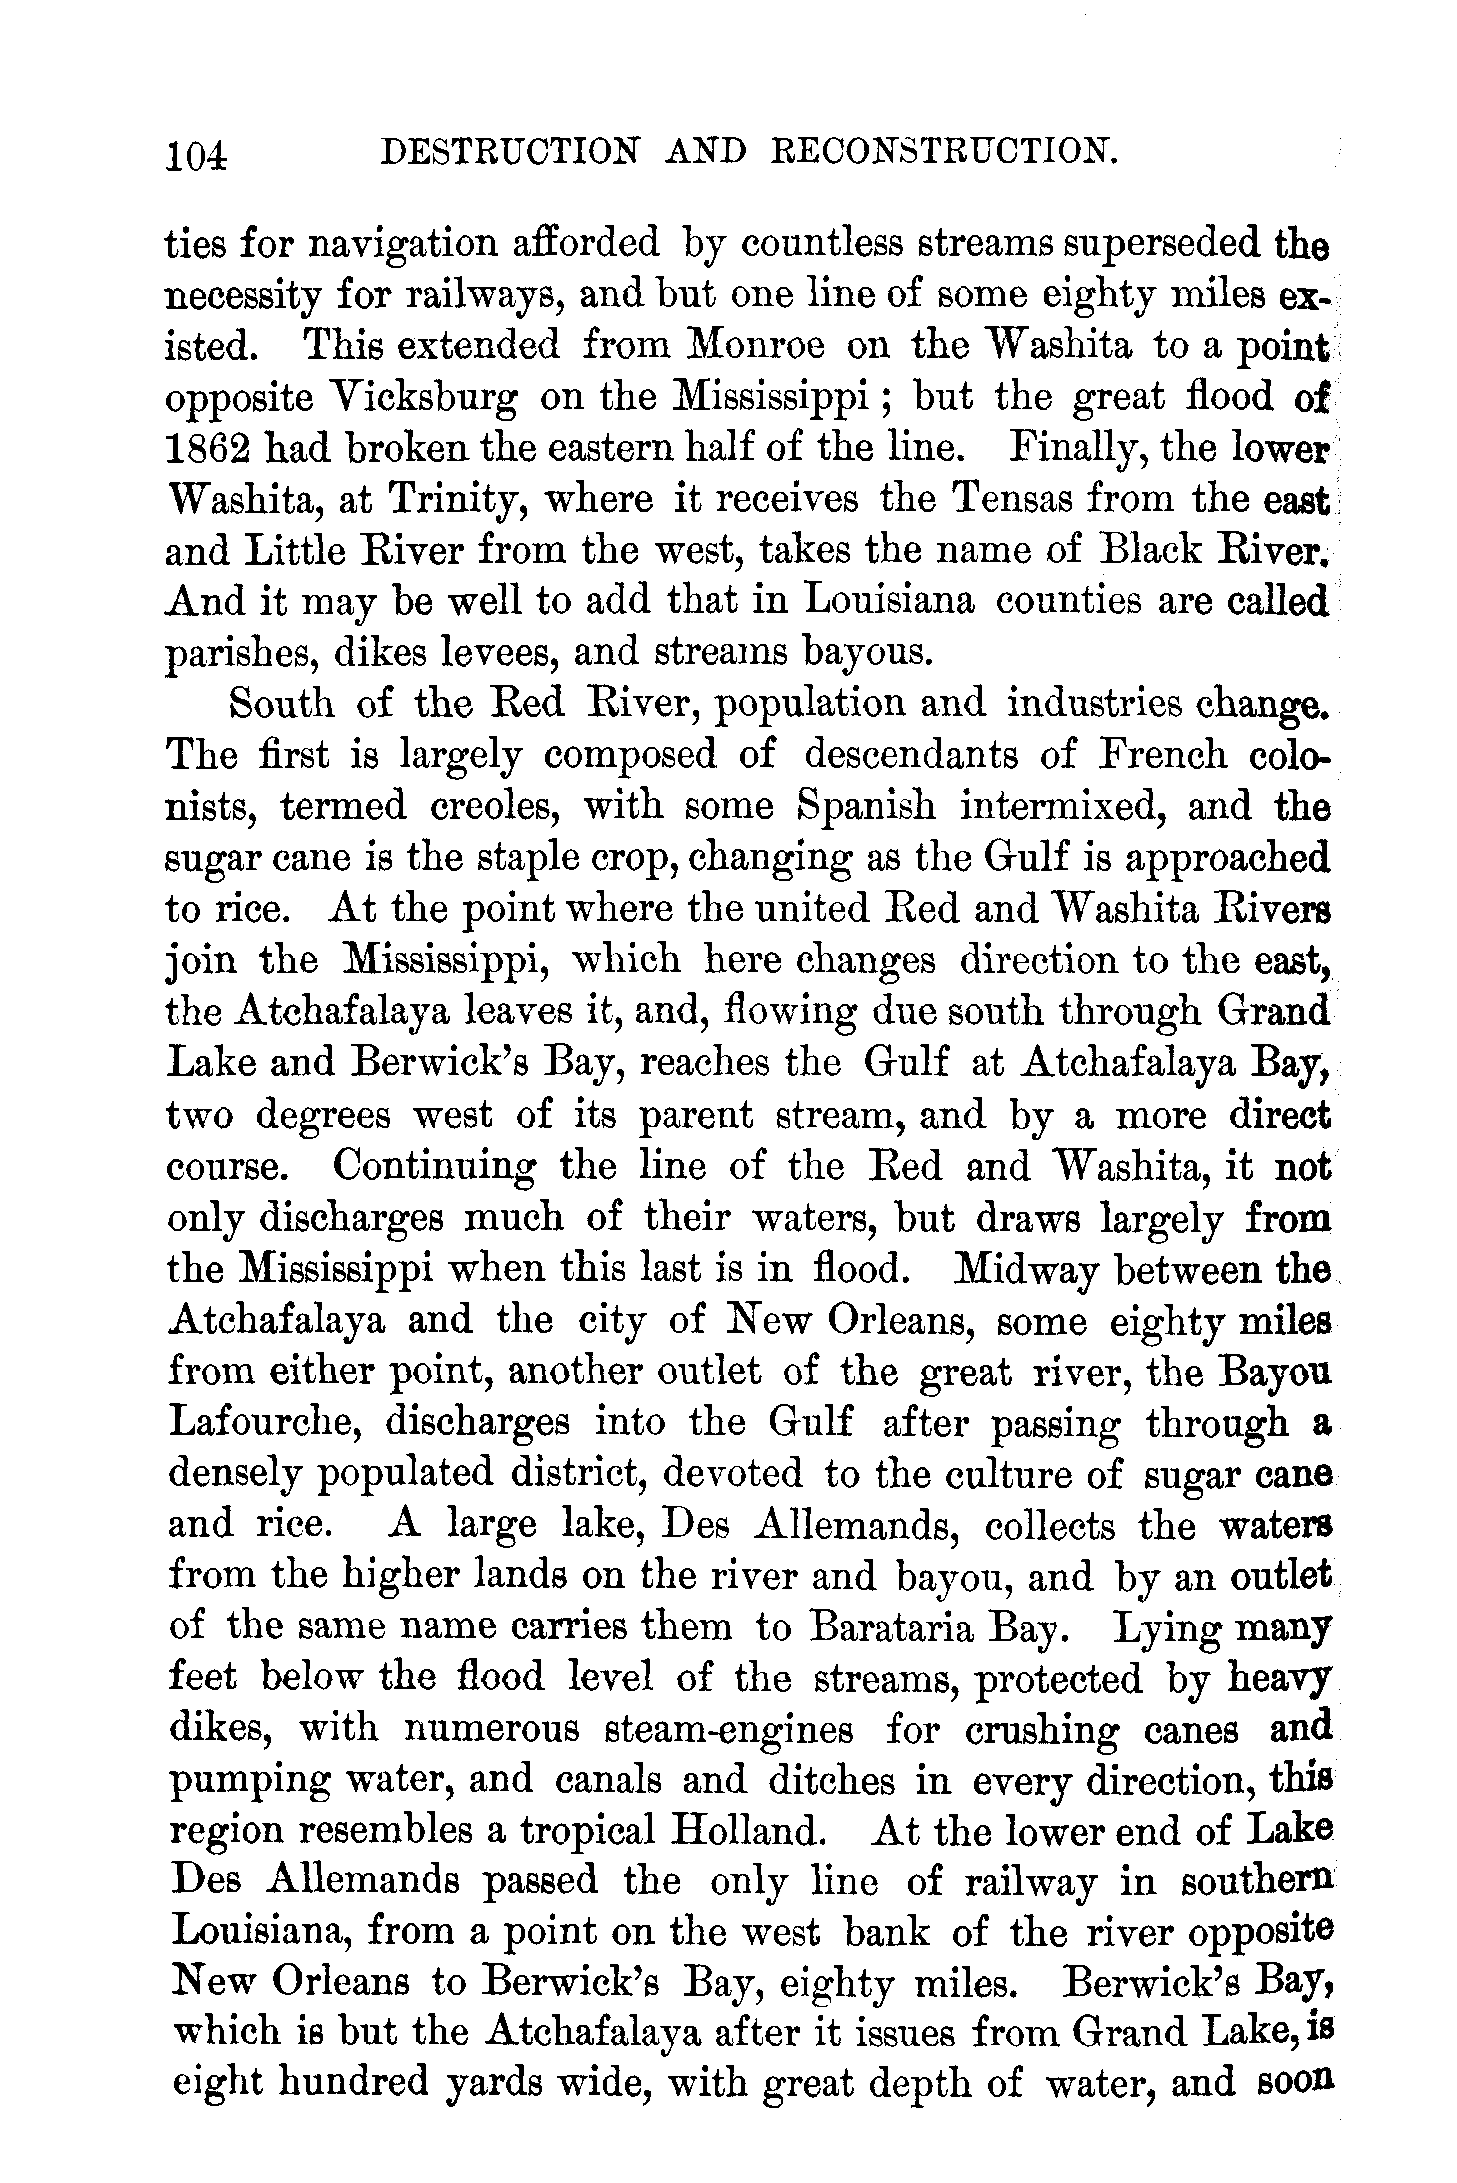 104 DESTRUCTION AND RECONSTRUCTION.
ties for navigation afforded by countless streams superseded the
necessity for railways, and but one line of some eighty miles ex-
isted. This extended from Monroe on the Washita to a point
opposite Vicksburg on the Mississippi; but the great flood of
1862 had broken the eastern half of the line. Finally, the lower
Washita, at Trinity, where it receives the Tensas from the east
and Little River from the west, takes the name of Black River.
And it may be well to add that in Louisiana counties are called
parishes, dikes levees, and streams bayous.
South of the Red River, population and industries change.
The first is largely composed of descendants of French colo-
nists, termed creoles, with some Spanish intermixed, and the
sugar cane is the staple crop, changing as the Gulf is approached
to rice. At the point where the united Red and Washita Rivers
join the Mississippi, which here changes direction to the east,
the Atchafalaya leaves it, and, flowing due south through Grand
Lake and Berwick's Bay, reaches the Gulf at Atchafalaya Bay,
two degrees west of its parent stream, and by a more direct
course. Continuing the line of the Red and Washita, it not
only discharges much of their waters, but draws largely from
the Mississippi when this last is in flood. Midway between the
Atchafalaya and the city of New Orleans, some eighty miles
from either point, another outlet of the great river, the Bayou
Lafourche, discharges into the Gulf after passing through a
densely populated district, devoted to the culture of sugar cane
and rice. A large lake, Des Allemands, collects the waters
from the higher lands on the river and bayou, and by an outlet
of the same name carries them to Barataria Bay. Lying many
feet below the flood level of the streams, protected by heavy
dikes, with numerous steam-engines for crushing canes and
pumping water, and canals and ditches in every direction, this
region resembles a tropical Holland. At the lower end of Lake
Des Allemands passed the only line of railway in southern
Louisiana, from a point on the west bank of the river opposite
New Orleans to Berwick's Bay, eighty miles. Berwick's Bay,
which is but the Atchafalaya after it issues from Grand Lake, is
eight hundred yards wide, with great depth of water, and soon